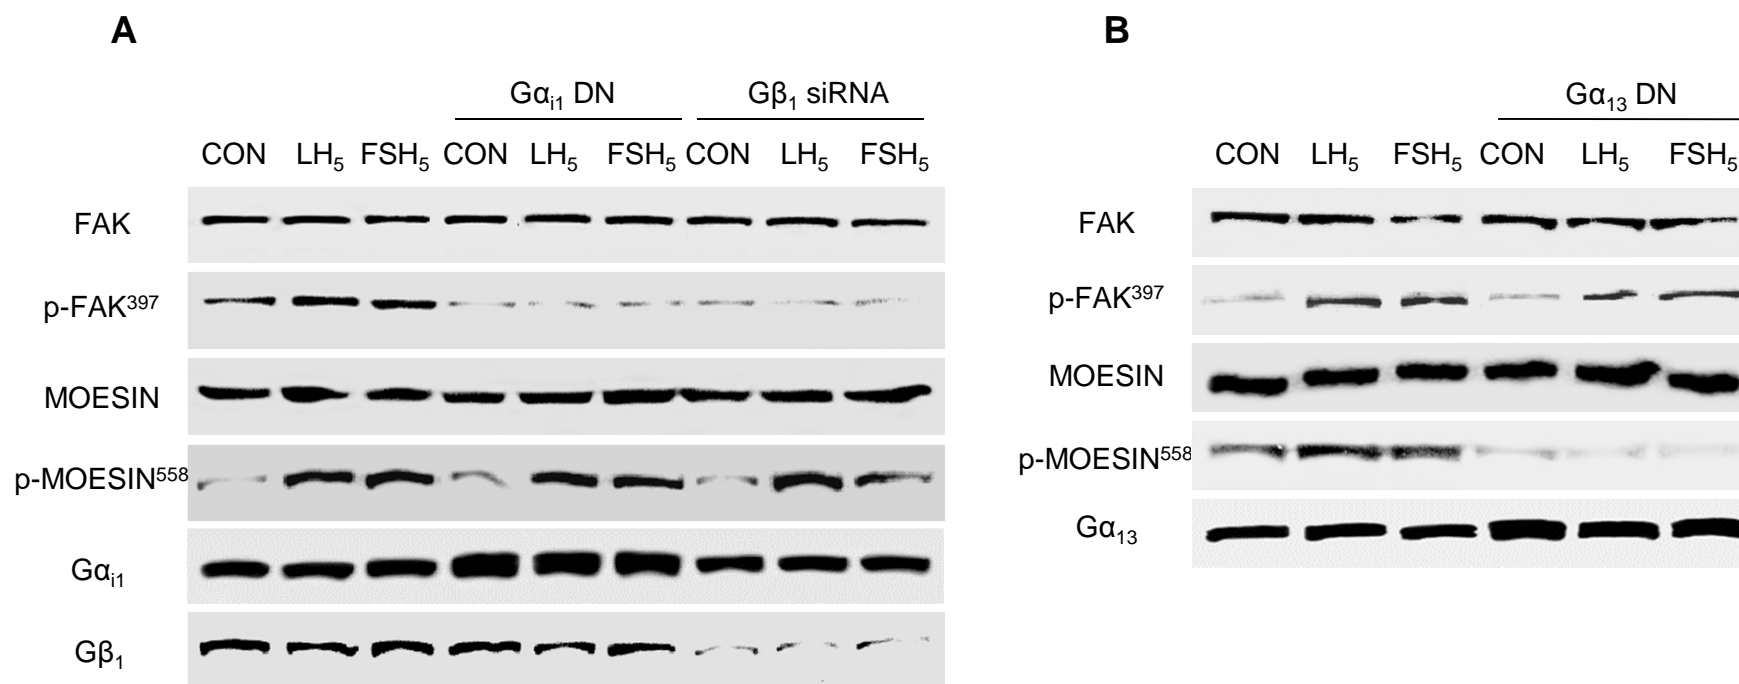 A
Gαi1 DN Gβ1 siRNA
CON LH5 FSH5 CON LH5 FSH5 CON LH5 FSH5
FAK
p-FAK397
MOESIN
p-MOESIN558
Gαi1
Gβ1
B
Gα13 DN
CON LH5 FSH5 CON LH5 FSH5
FAK
p-FAK397
MOESIN
p-MOESIN558
Gα13